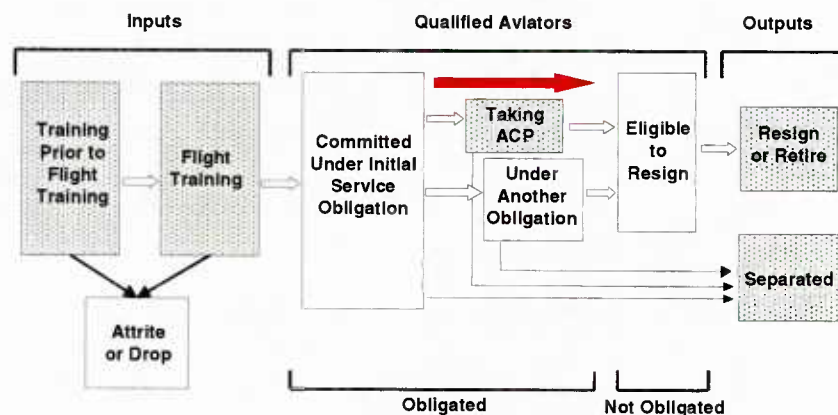 Inputs
Qualified Aviators
Outputs
Training
Prior to
Flight
Training
Flight
Training
Committed
Under Initial
Service
Obligation
Taking
ACP
Under
Another
Obligation
Eligible
to
Resign
Resign
or Retire
Separated
Attrite
or Drop
Obligated
Not Obligated